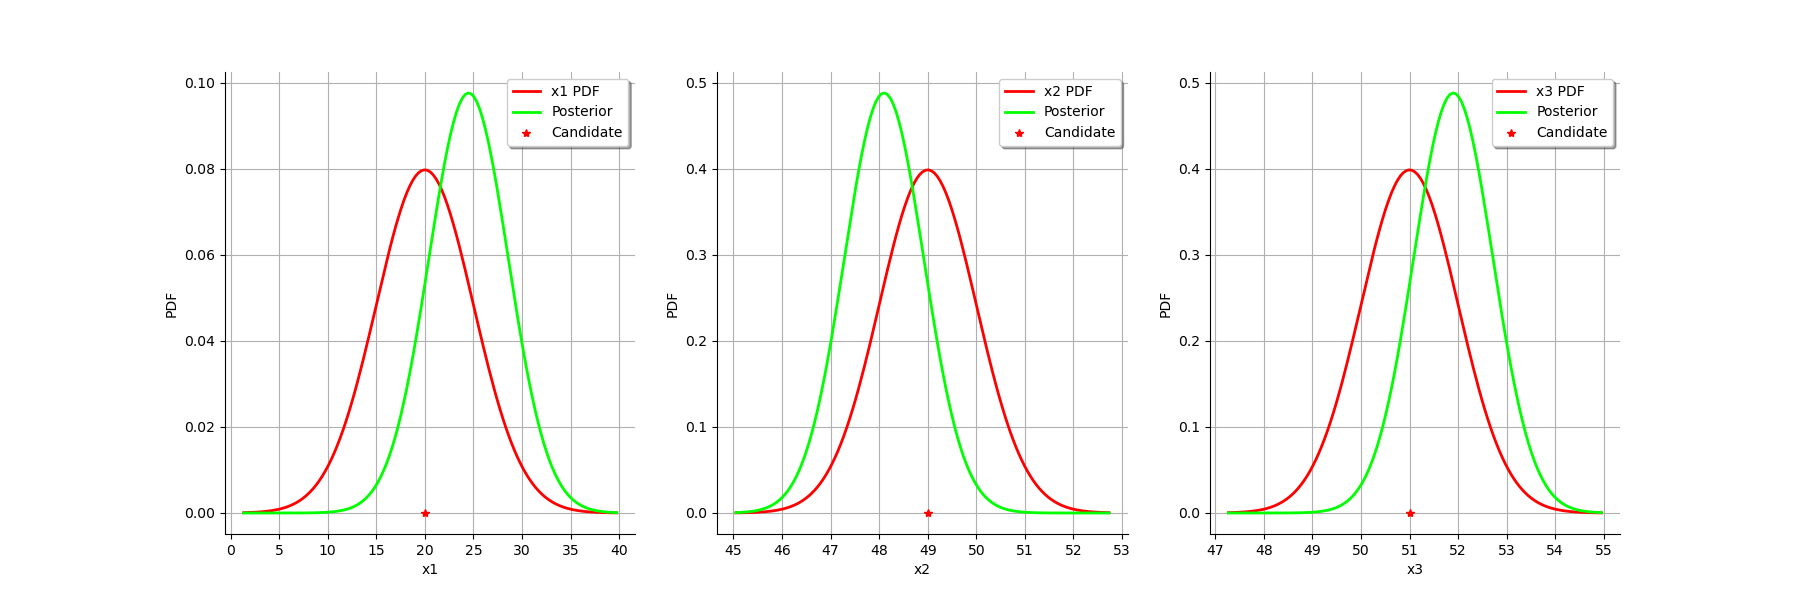 0.10
0.08
0.06
0.04
0.02
0.00
PDF
0 5 10 15 20 25 30 35 40
x1
x1 PDF
Posterior
Candidate
0.5
0.4
0.3
0.2
0.1
0.0
PDF
45 46 47 48 49 50 51 52 53
x2
x2 PDF
Posterior
Candidate
0.5
0.4
0.3
0.2
0.1
0.0
PDF
47 48 49 50 51 52 53 54 55
x3
x3 PDF
Posterior
Candidate